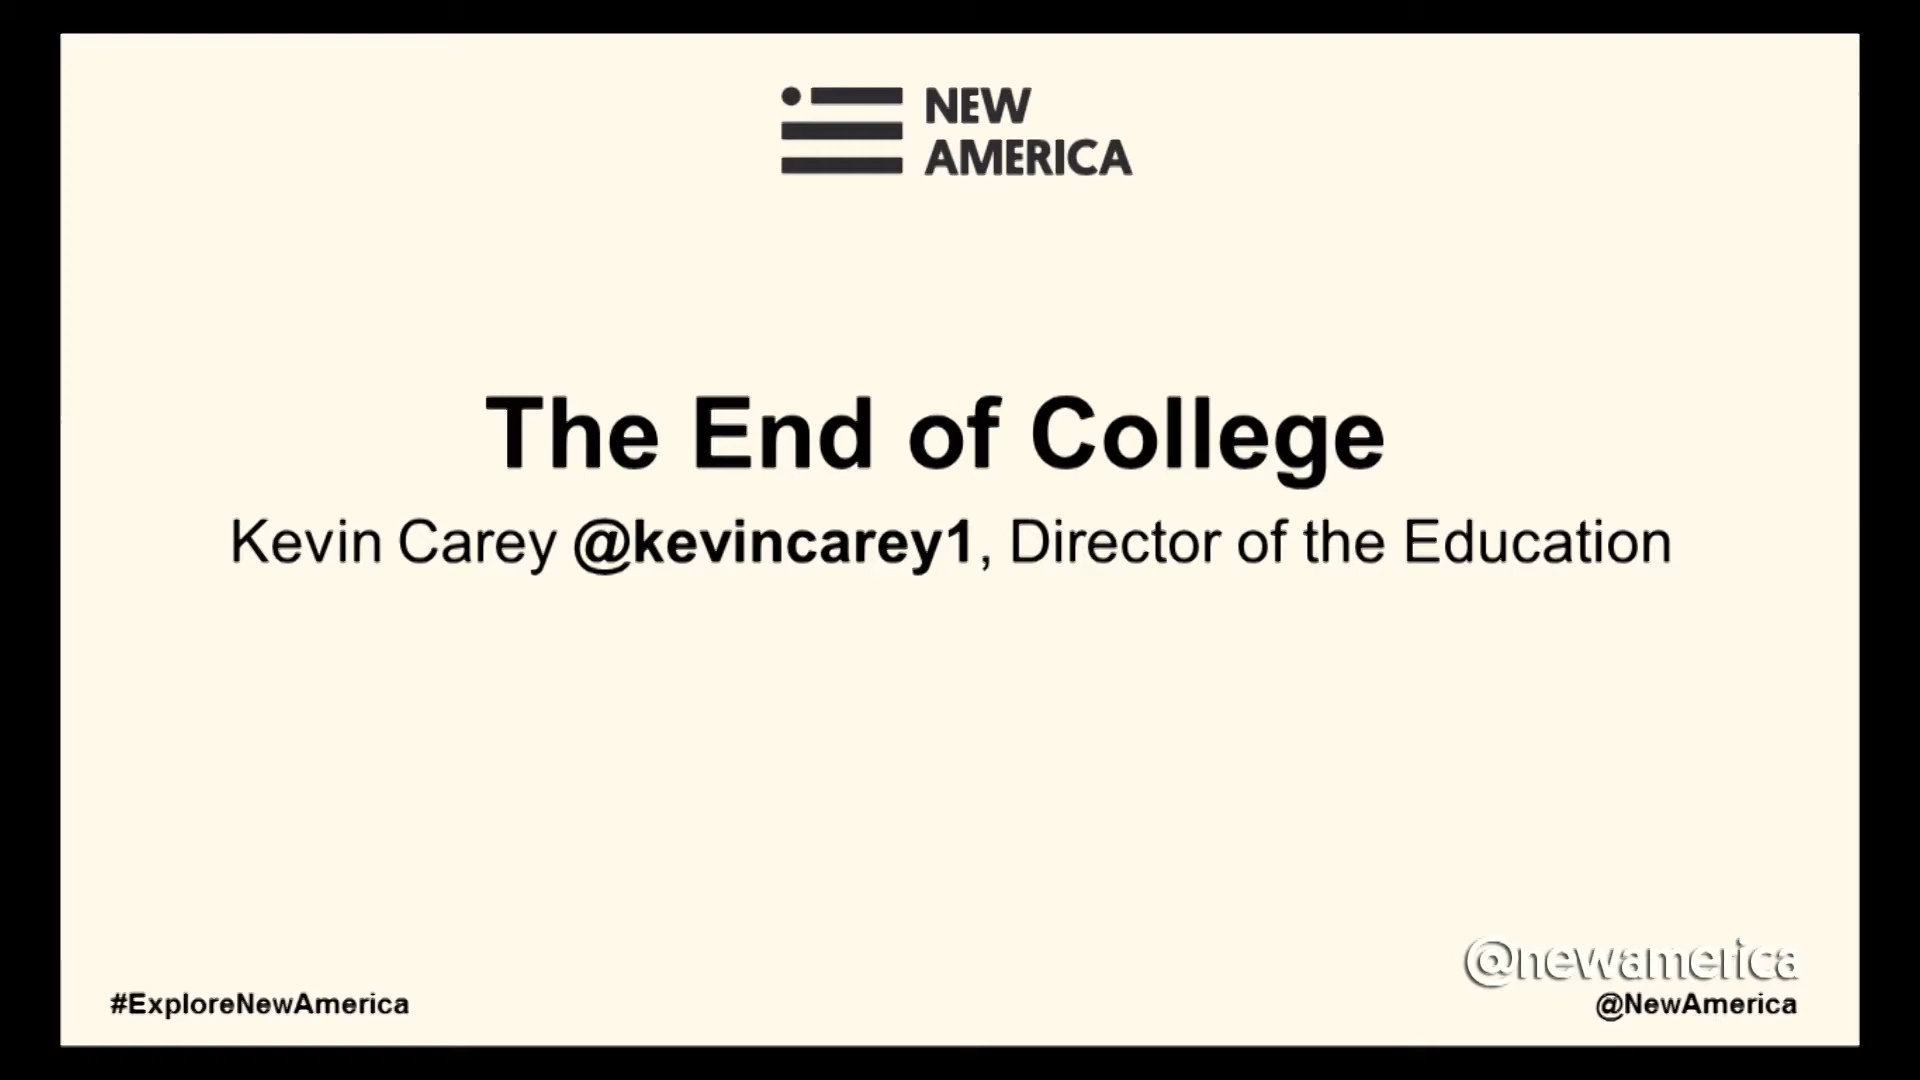 NEW
AMERICA
The End of College
Kevin Carey @kevincarey1, Director of the Education
@newamerica
#ExploreNewAmerica
@NewAmerica